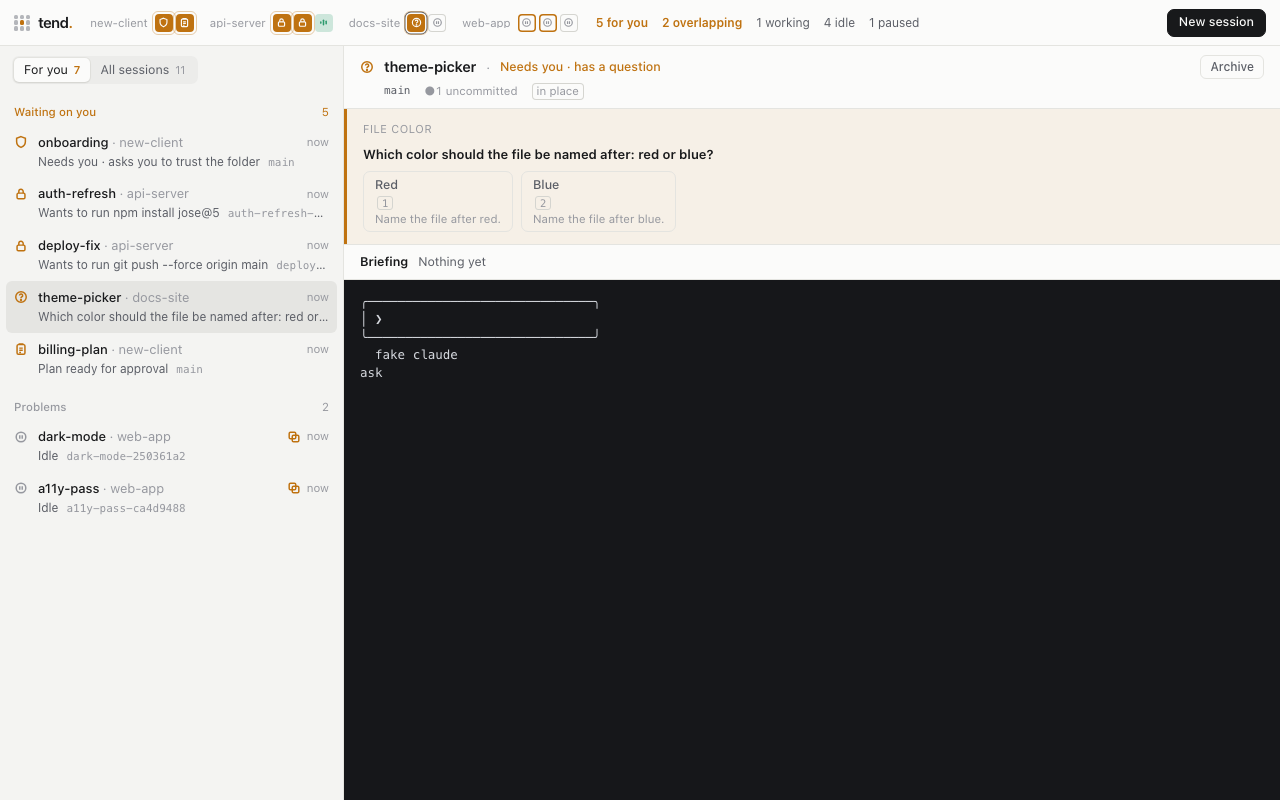 tend. new-client api-server docs-site web-app 5 for you 2 overlapping 1 working 4 idle 1 paused New session
For you 7 All sessions 11
Waiting on you 5
onboarding · new-client now
Needs you · asks you to trust the folder main
auth-refresh · api-server now
Wants to run npm install jose@5 auth-refresh-…
deploy-fix · api-server now
Wants to run git push --force origin main deploy…
theme-picker · docs-site now
Which color should the file be named after: red or…
billing-plan · new-client now
Plan ready for approval main
Problems 2
dark-mode · web-app now
Idle dark-mode-250361a2
a11y-pass · web-app now
Idle a11y-pass-ca4d9488
theme-picker · Needs you · has a question Archive
main 1 uncommitted in place
FILE COLOR
Which color should the file be named after: red or blue?
Red Blue
1 2
Name the file after red. Name the file after blue.
Briefing Nothing yet
❯
fake claude
ask